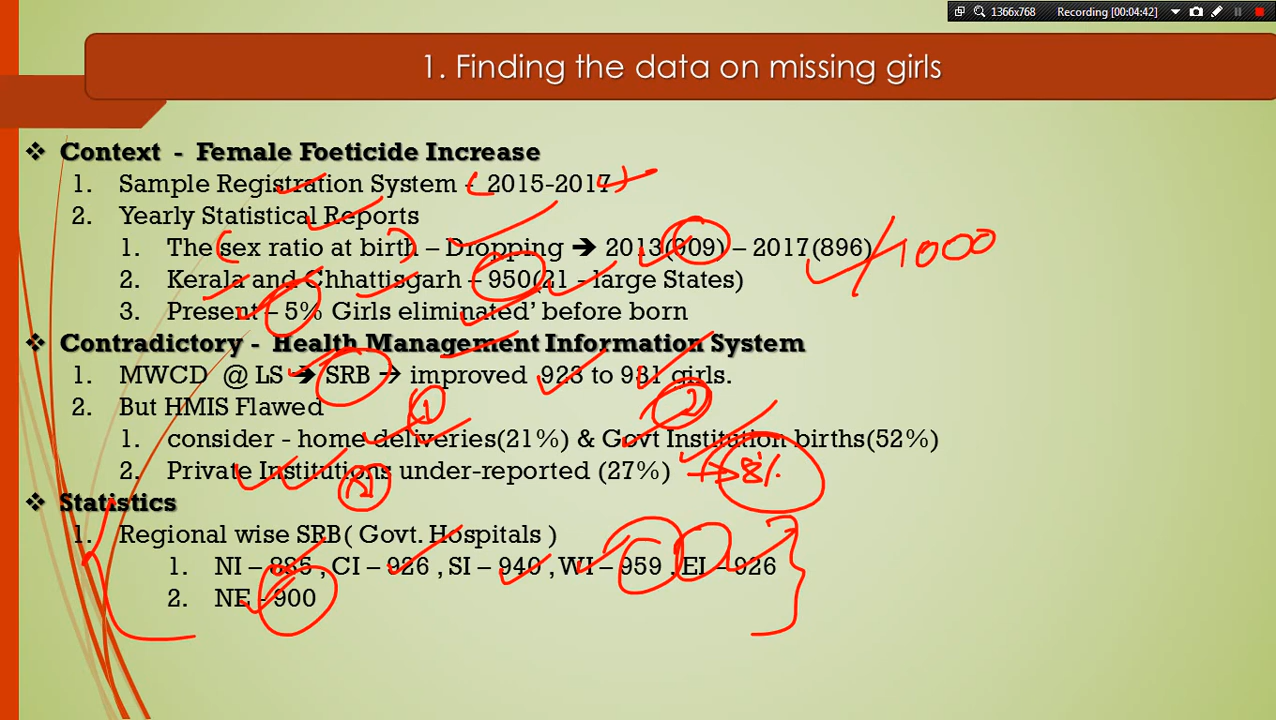 1366x768 Recording [00:04:42]
1. Finding the data on missing girls
❖ Context - Female Foeticide Increase
1. Sample Registration System - 2015-2017
2. Yearly Statistical Reports
1. The sex ratio at birth – Dropping 🡺 2013(909) – 2017(896) /1000
2. Kerala and Chhattisgarh – 950(21 - large States)
3. Present – 5% Girls eliminated’ before born
❖ Contradictory - Health Management Information System
1. MWCD @ LS → SRB → improved 923 to 931 girls.
2. But HMIS Flawed
1 2
1. consider - home deliveries(21%) & Govt Institution births(52%)
2. Private Institutions under-reported (27%) → 8%
❖ Statistics
1. Regional wise SRB( Govt. Hospitals )
1. NI – 885 , CI – 926 , SI – 940 , WI – 959 , EI – 926
2. NE - 900